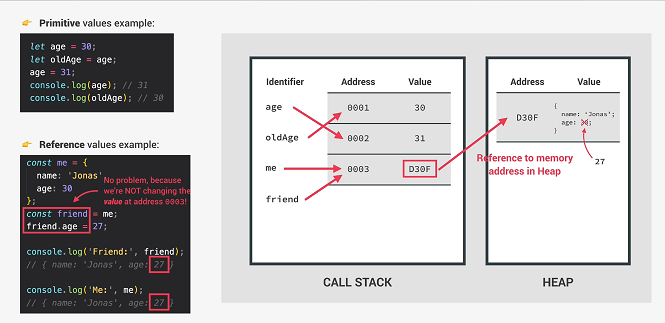 👉 Primitive values example:
let age = 30;
let oldAge = age;
age = 31;
console.log(age); // 31
console.log(oldAge); // 30
👉 Reference values example:
const me = {
name: 'Jonas'
age: 30
};
No problem, because
we're NOT changing the
value at address 0003!
const friend = me;
friend.age = 27;
console.log('Friend:', friend);
// { name: 'Jonas', age: 27 }
console.log('Me:', me);
// { name: 'Jonas', age: 27 }
Identifier Address Value
age 0001 30
oldAge 0002 31
me 0003 D30F
friend
CALL STACK
Address Value
D30F
{
name: 'Jonas';
age: 30;
}
27
Reference to memory
address in Heap
HEAP